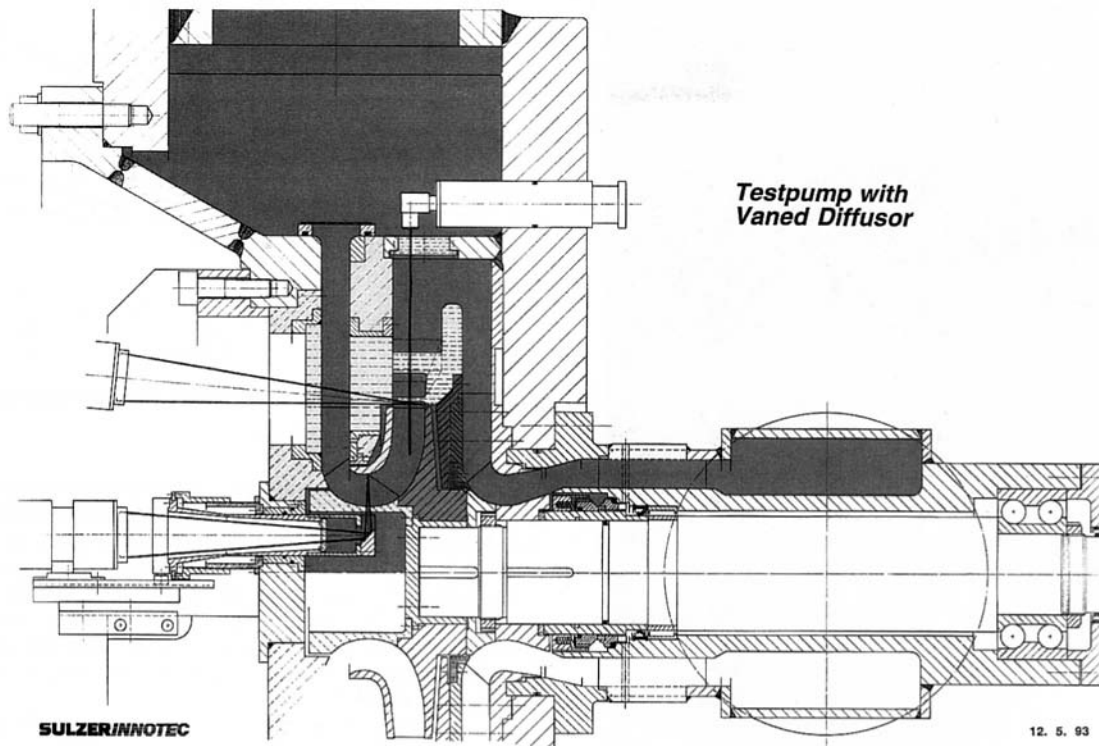 Testpump with
Vaned Diffusor
SULZERINNOTEC
12. 5. 93